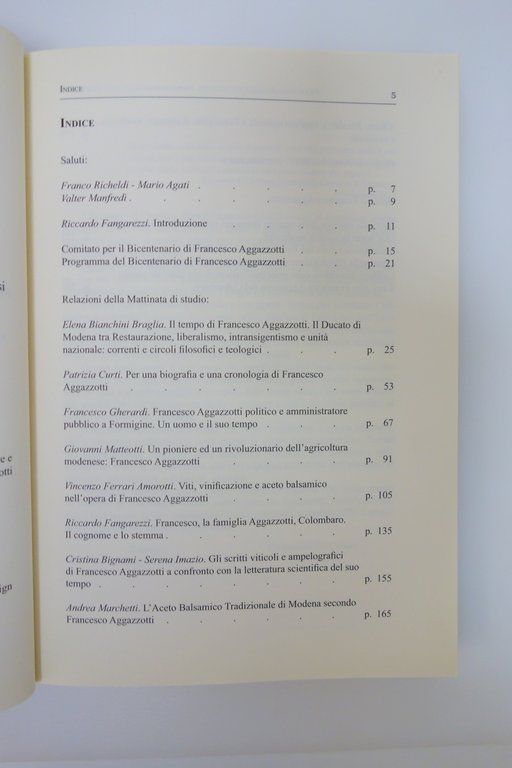 INDICE 5
INDICE
Saluti:
Franco Richeldi - Mario Agati . . . . . p. 7
Valter Manfredi . . . . . . . p. 9
Riccardo Fangarezzi. Introduzione . . . . p. 11
Comitato per il Bicentenario di Francesco Aggazzotti . . p. 15
Programma del Bicentenario di Francesco Aggazzotti . . p. 21
Relazioni della Mattinata di studio:
Elena Bianchini Braglia. Il tempo di Francesco Aggazzotti. Il Ducato di
Modena tra Restaurazione, liberalismo, intransigentismo e unità
nazionale: correnti e circoli filosofici e teologici . . . p. 25
Patrizia Curti. Per una biografia e una cronologia di Francesco
Aggazzotti . . . . . . . p. 53
Francesco Gherardi. Francesco Aggazzotti politico e amministratore
pubblico a Formigine. Un uomo e il suo tempo . . . p. 67
Giovanni Matteotti. Un pioniere ed un rivoluzionario dell'agricoltura
modenese: Francesco Aggazzotti . . . . p. 91
Vincenzo Ferrari Amorotti. Viti, vinificazione e aceto balsamico
nell'opera di Francesco Aggazzotti . . . . p. 105
Riccardo Fangarezzi. Francesco, la famiglia Aggazzotti, Colombaro.
Il cognome e lo stemma . . . . . . p. 135
Cristina Bignami - Serena Imazio. Gli scritti viticoli e ampelografici
di Francesco Aggazzotti a confronto con la letteratura scientifica del suo
tempo . . . . . . . . p. 155
Andrea Marchetti. L'Aceto Balsamico Tradizionale di Modena secondo
Francesco Aggazzotti . . . . . . p. 165
si
e e
otti
ign